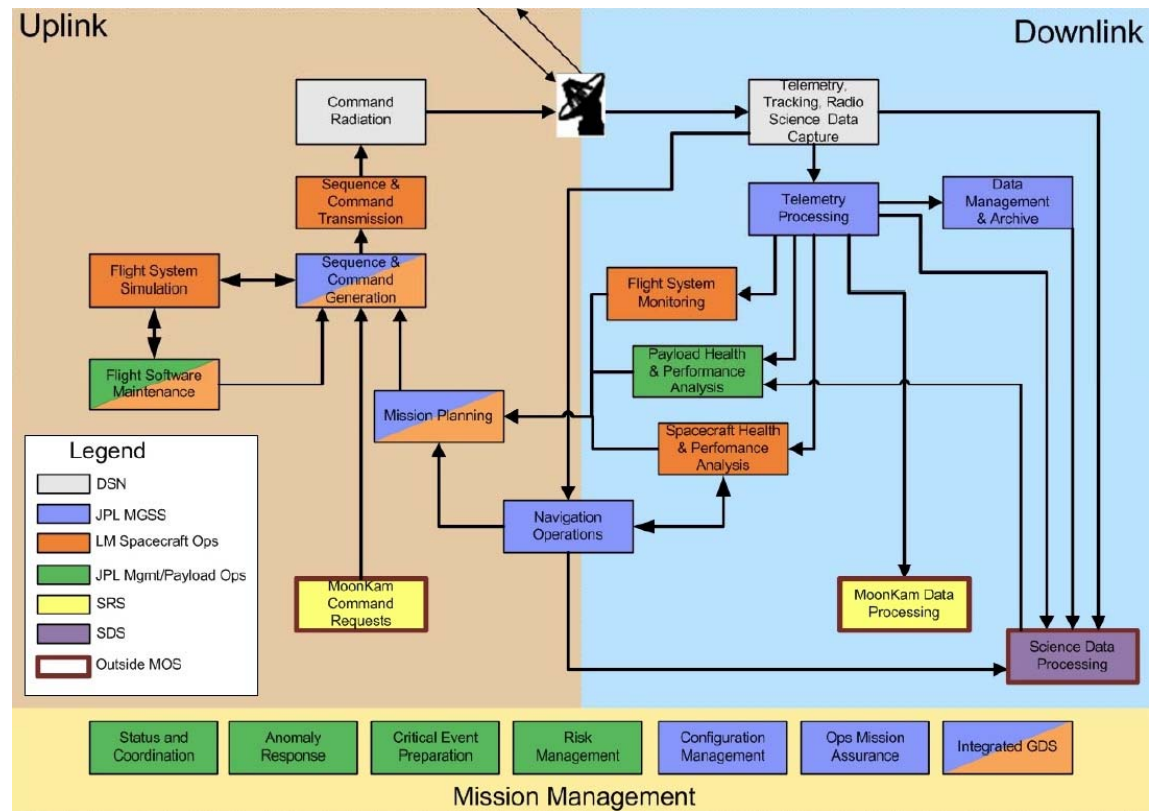 Uplink
Downlink
Command
Radiation
Telemetry,
Tracking, Radio
Science Data
Capture
Sequence &
Command
Transmission
Telemetry
Processing
Data
Management
& Archive
Flight System
Simulation
Sequence &
Command
Generation
Flight System
Monitoring
Flight Software
Maintenance
Payload Health
& Performance
Analysis
Mission Planning
Spacecraft Health
& Perfomance
Analysis
Legend
DSN
JPL MGSS
LM Spacecraft Ops
JPL Mgmt/Payload Ops
SRS
SDS
Outside MOS
Navigation
Operations
MoonKam
Command
Requests
MoonKam Data
Processing
Science Data
Processing
Status and
Coordination
Anomaly
Response
Critical Event
Preparation
Risk
Management
Configuration
Management
Ops Mission
Assurance
Integrated GDS
Mission Management